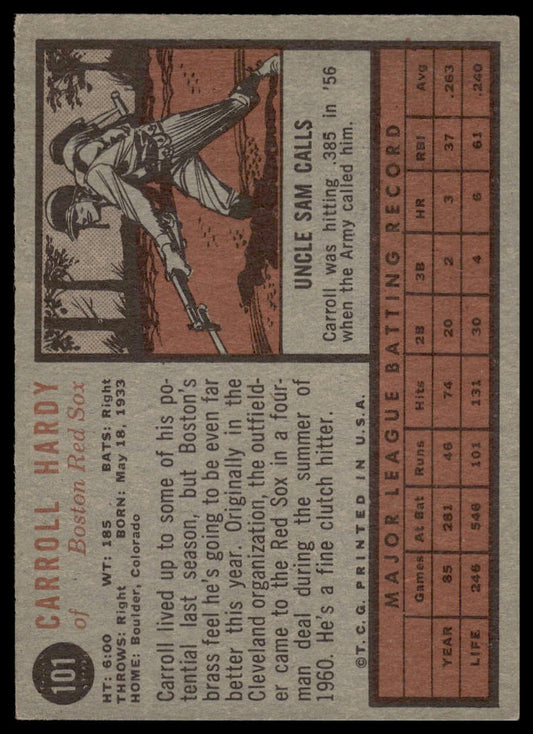 101
CARROLL HARDY
of Boston Red Sox
HT: 6:00 WT: 185 BATS: Right
THROWS: Right BORN: May 18, 1933
HOME: Boulder, Colorado
Carroll lived up to some of his po-
tential last season, but Boston's
brass feel he's going to be even far
better this year. Originally in the
Cleveland organization, the outfield-
er came to the Red Sox in a four-
man deal during the summer of
1960. He's a fine clutch hitter.
©T.C.G. PRINTED IN U.S.A.
UNCLE SAM CALLS
Carroll was hitting .385 in '56
when the Army called him.
MAJOR LEAGUE BATTING RECORD
Games At Bat Runs Hits 2B 3B HR RBI Avg
YEAR 85 281 46 74 20 2 3 37 .263
LIFE 246 546 101 131 30 4 6 61 .240